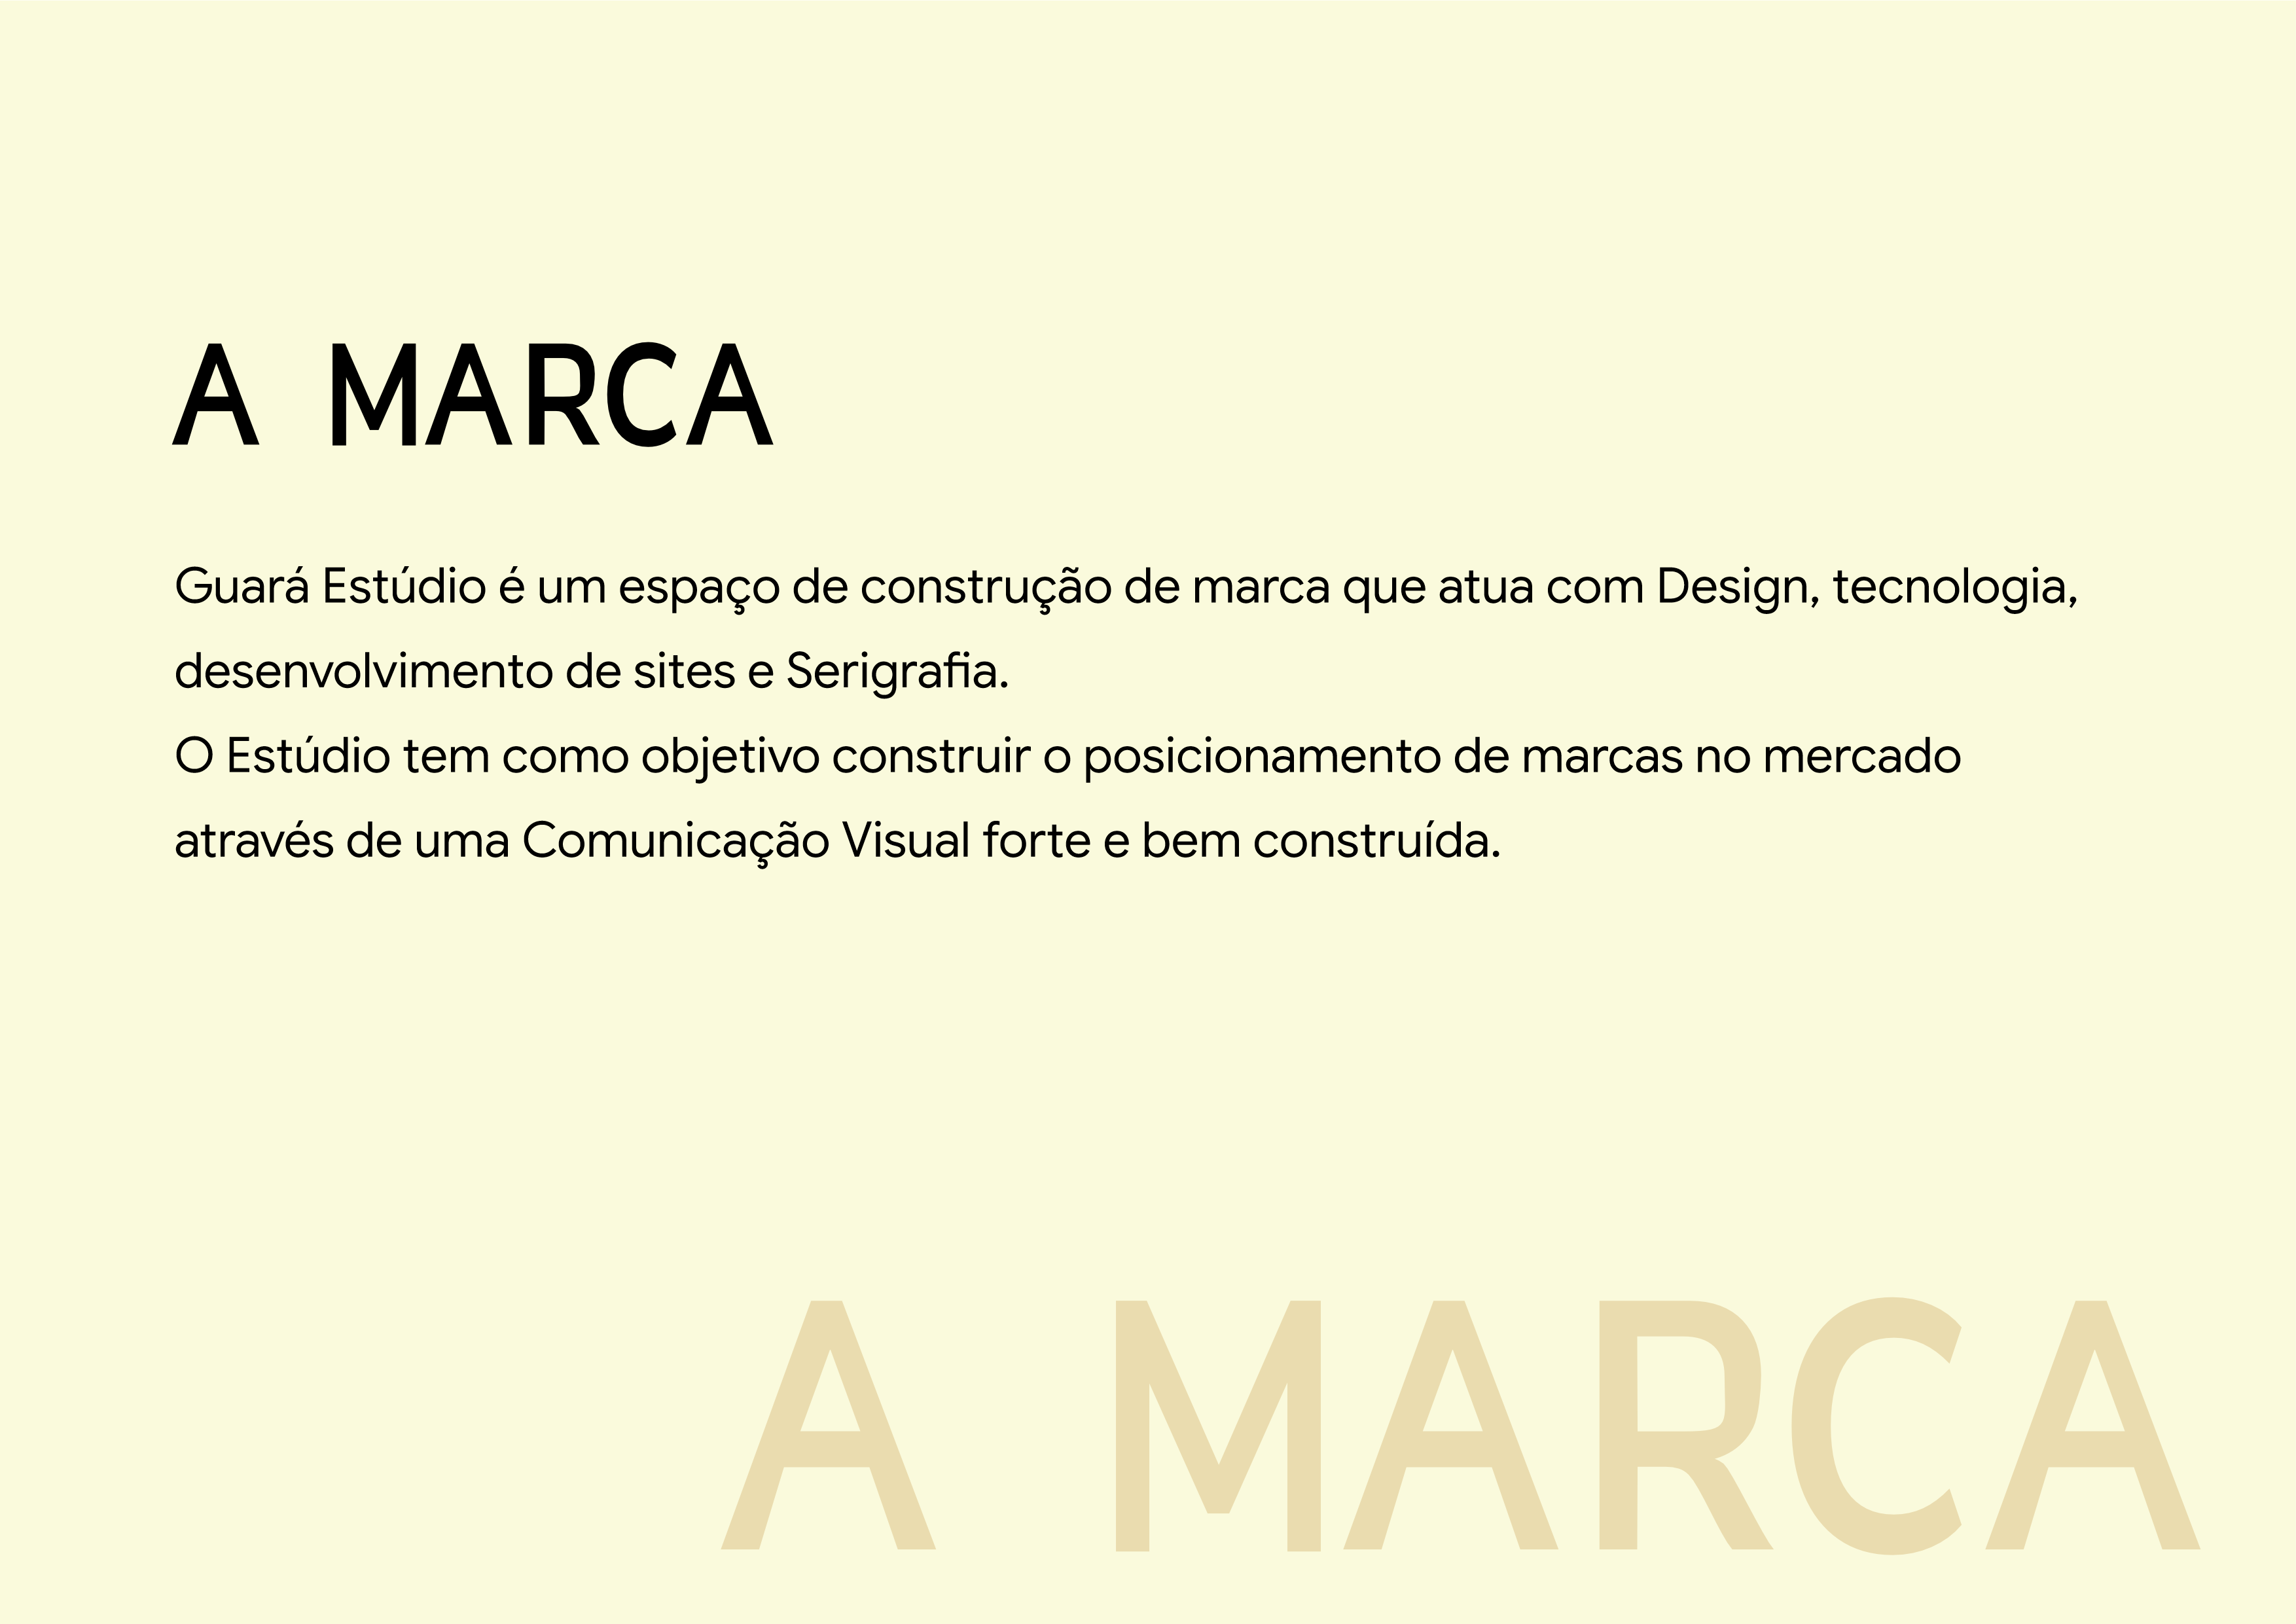 A MARCA
Guará Estúdio é um espaço de construção de marca que atua com Design, tecnologia,
desenvolvimento de sites e Serigrafia.
O Estúdio tem como objetivo construir o posicionamento de marcas no mercado
através de uma Comunicação Visual forte e bem construída.
A MARCA